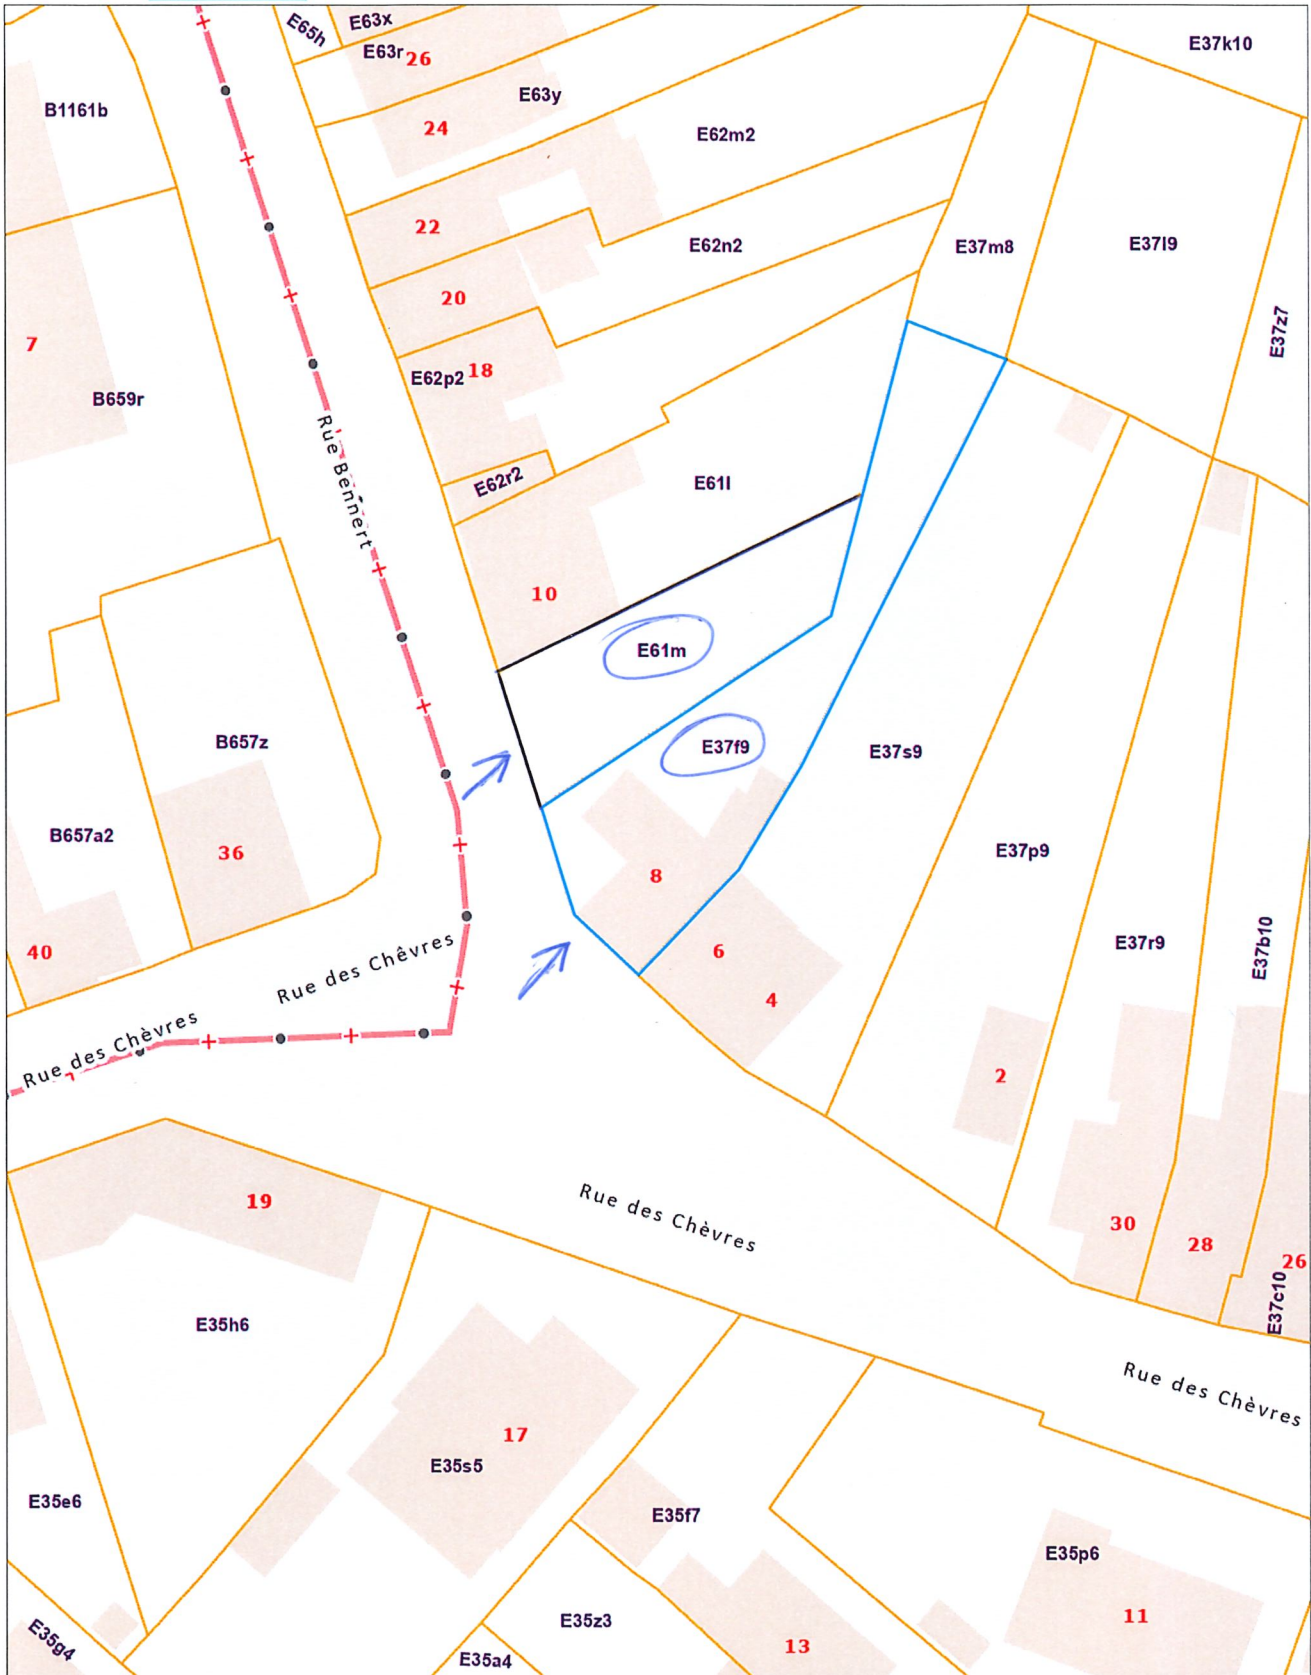 E65h
E63x
E63r 26
E37k10
E63y
B1161b
24
E62m2
22
E62n2
E37m8
E37l9
20
E37z7
7
E62p2 18
B659r
Rue Bennert
E62r2
E61l
10
E61m
B657z
E37f9
E37s9
B657a2
36
8
E37p9
40
Rue des Chêvres
6
E37r9
E37b10
4
Rue des Chèvres
2
19
Rue des Chèvres
30
28
26
E37c10
E35h6
Rue des Chèvres
17
E35s5
E35e6
E35f7
E35p6
11
E35g4
E35z3
13
E35a4